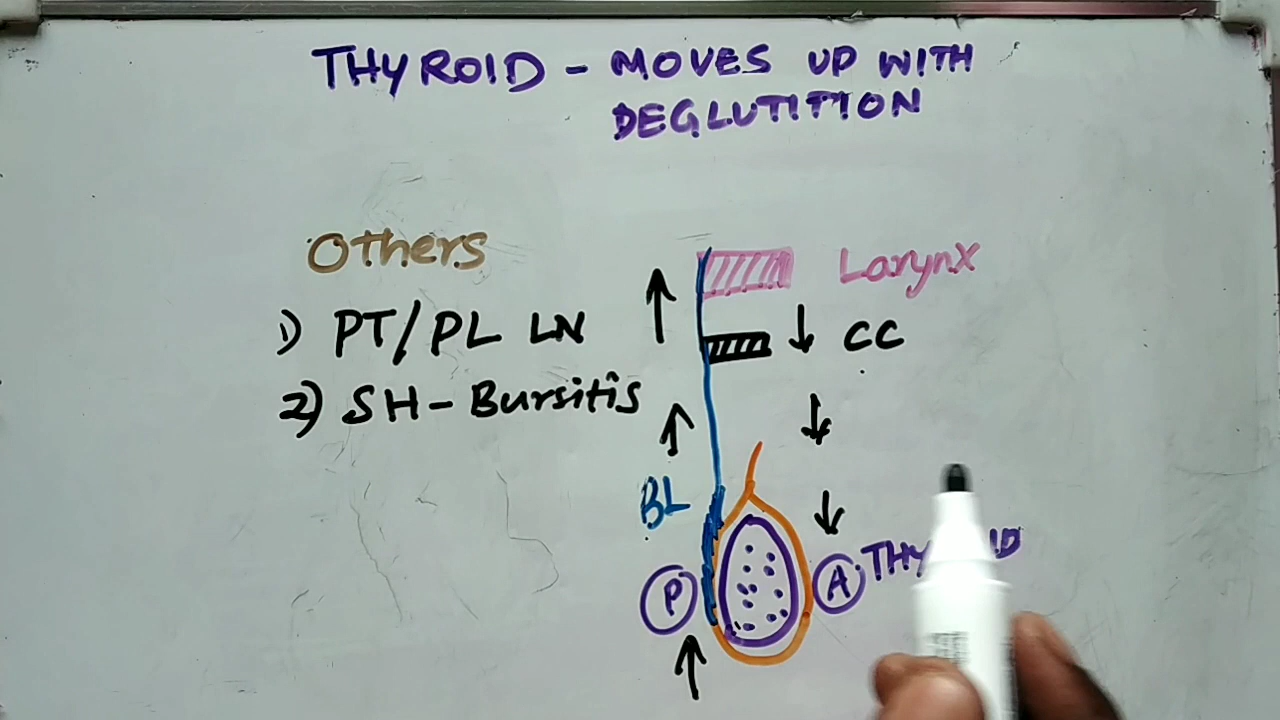 THYROID - MOVES UP WITH
DEGLUTITION
Others
1) PT/PL LN
2) SH - Bursitis
Larynx
CC
BL
P
A